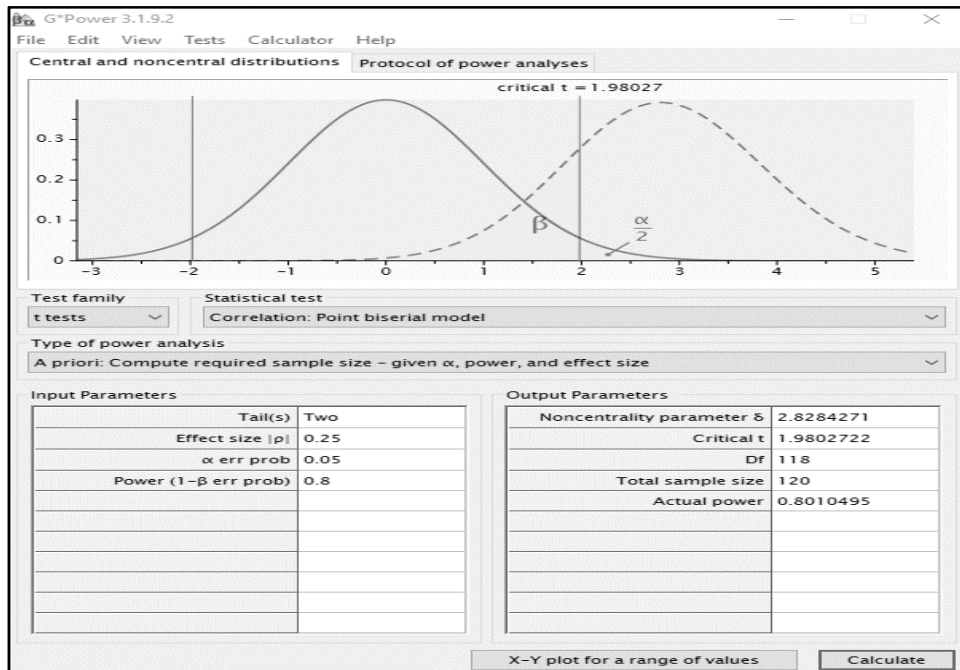 βα G*Power 3.1.9.2
File Edit View Tests Calculator Help
Central and noncentral distributions Protocol of power analyses
critical t = 1.98027
0.3
0.2
0.1
0
β
α
2
-3 -2 -1 0 1 2 3 4 5
Test family Statistical test
t tests Correlation: Point biserial model
Type of power analysis
A priori: Compute required sample size – given α, power, and effect size
Input Parameters Output Parameters
Tail(s) Two Noncentrality parameter δ 2.8284271
Effect size |ρ| 0.25 Critical t 1.9802722
α err prob 0.05 Df 118
Power (1-β err prob) 0.8 Total sample size 120
Actual power 0.8010495
X-Y plot for a range of values Calculate